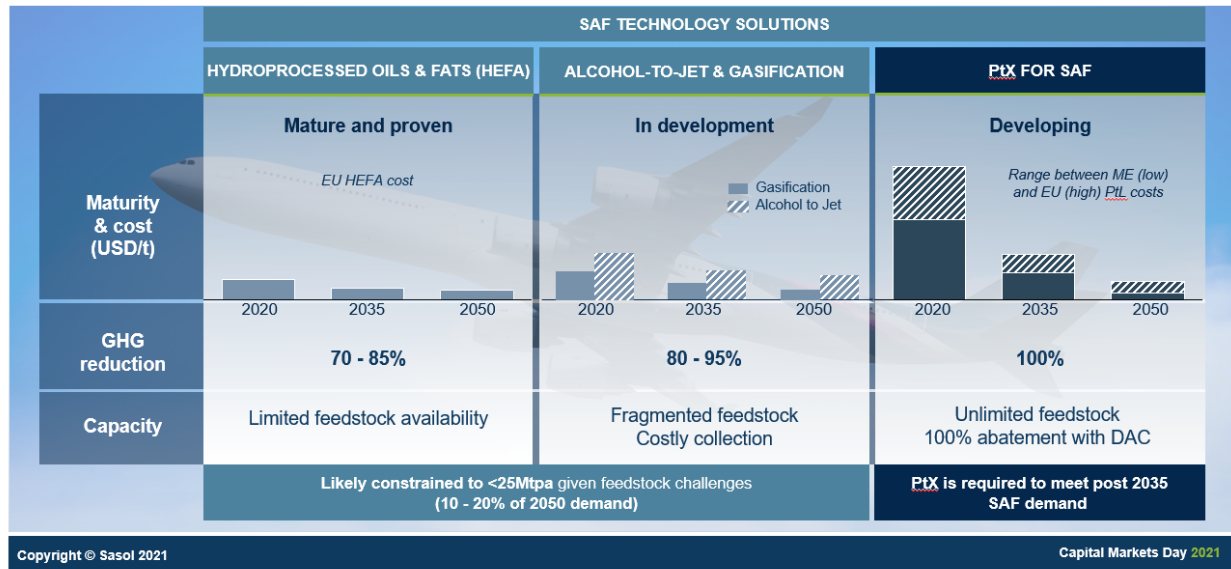 SAF TECHNOLOGY SOLUTIONS
HYDROPROCESSED OILS & FATS (HEFA)
ALCOHOL-TO-JET & GASIFICATION
PtX FOR SAF
Maturity
& cost
(USD/t)
Mature and proven
EU HEFA cost
2020
2035
2050
In development
Gasification
Alcohol to Jet
2020
2035
2050
Developing
Range between ME (low)
and EU (high) PtL costs
2020
2035
2050
GHG
reduction
70 - 85%
80 - 95%
100%
Capacity
Limited feedstock availability
Fragmented feedstock
Costly collection
Unlimited feedstock
100% abatement with DAC
Likely constrained to <25Mtpa given feedstock challenges
(10 - 20% of 2050 demand)
PtX is required to meet post 2035
SAF demand
Copyright © Sasol 2021
Capital Markets Day 2021